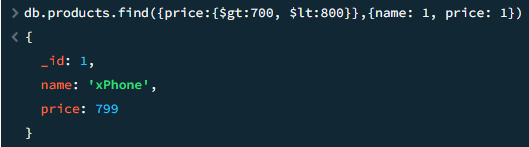 > db.products.find({price:{$gt:700, $lt:800}},{name: 1, price: 1})
< {
_id: 1,
name: 'xPhone',
price: 799
}